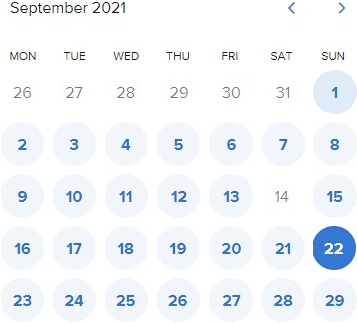 September 2021
MON TUE WED THU FRI SAT SUN
26 27 28 29 30 31 1
2 3 4 5 6 7 8
9 10 11 12 13 14 15
16 17 18 19 20 21 22
23 24 25 26 27 28 29